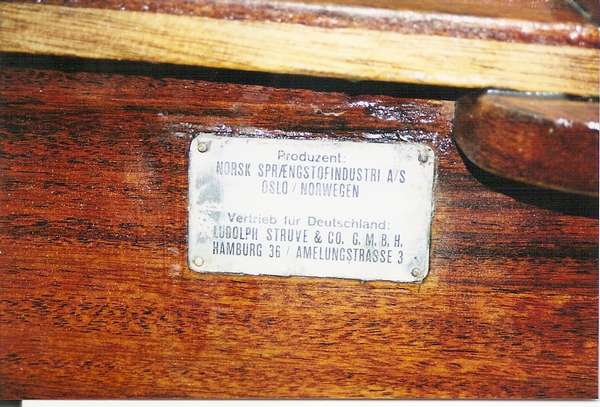 Produzent:
NORSK SPRÆNGSTOFINDUSTRI A/S
OSLO / NORWEGEN
Vertrieb für Deutschland:
LUDOLPH STRUVE & CO. G.M.B.H.
HAMBURG 36 / AMELUNGSTRASSE 3